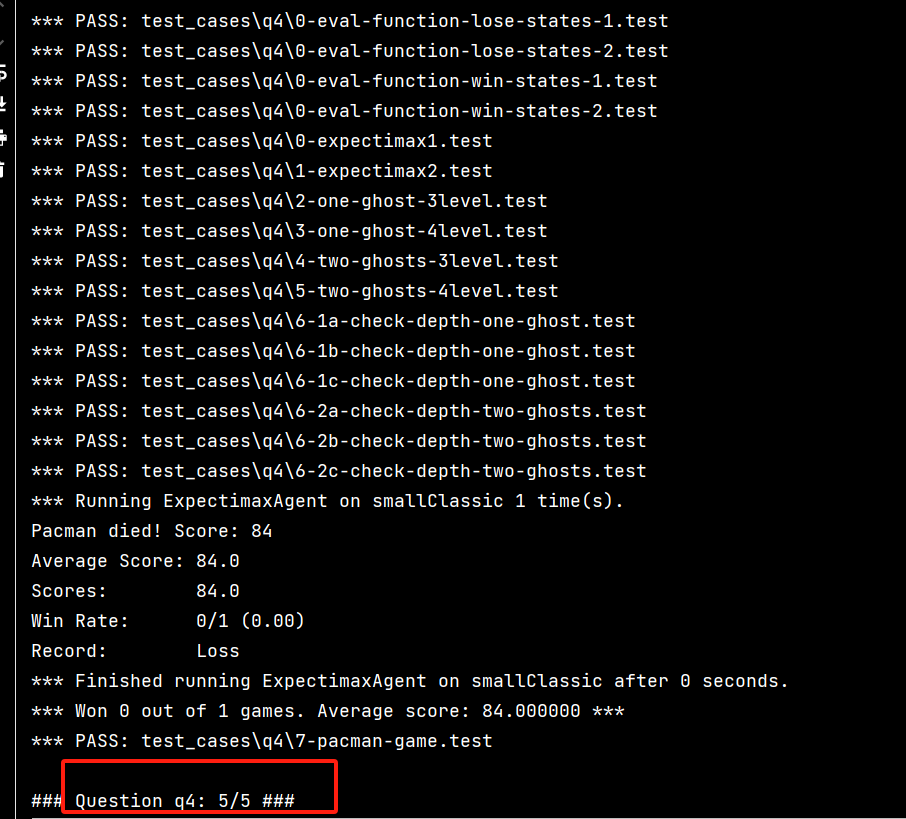 *** PASS: test_cases\q4\0-eval-function-lose-states-1.test
*** PASS: test_cases\q4\0-eval-function-lose-states-2.test
*** PASS: test_cases\q4\0-eval-function-win-states-1.test
*** PASS: test_cases\q4\0-eval-function-win-states-2.test
*** PASS: test_cases\q4\0-expectimax1.test
*** PASS: test_cases\q4\1-expectimax2.test
*** PASS: test_cases\q4\2-one-ghost-3level.test
*** PASS: test_cases\q4\3-one-ghost-4level.test
*** PASS: test_cases\q4\4-two-ghosts-3level.test
*** PASS: test_cases\q4\5-two-ghosts-4level.test
*** PASS: test_cases\q4\6-1a-check-depth-one-ghost.test
*** PASS: test_cases\q4\6-1b-check-depth-one-ghost.test
*** PASS: test_cases\q4\6-1c-check-depth-one-ghost.test
*** PASS: test_cases\q4\6-2a-check-depth-two-ghosts.test
*** PASS: test_cases\q4\6-2b-check-depth-two-ghosts.test
*** PASS: test_cases\q4\6-2c-check-depth-two-ghosts.test
*** Running ExpectimaxAgent on smallClassic 1 time(s).
Pacman died! Score: 84
Average Score: 84.0
Scores:        84.0
Win Rate:      0/1 (0.00)
Record:        Loss
*** Finished running ExpectimaxAgent on smallClassic after 0 seconds.
*** Won 0 out of 1 games. Average score: 84.000000 ***
*** PASS: test_cases\q4\7-pacman-game.test
### Question q4: 5/5 ###